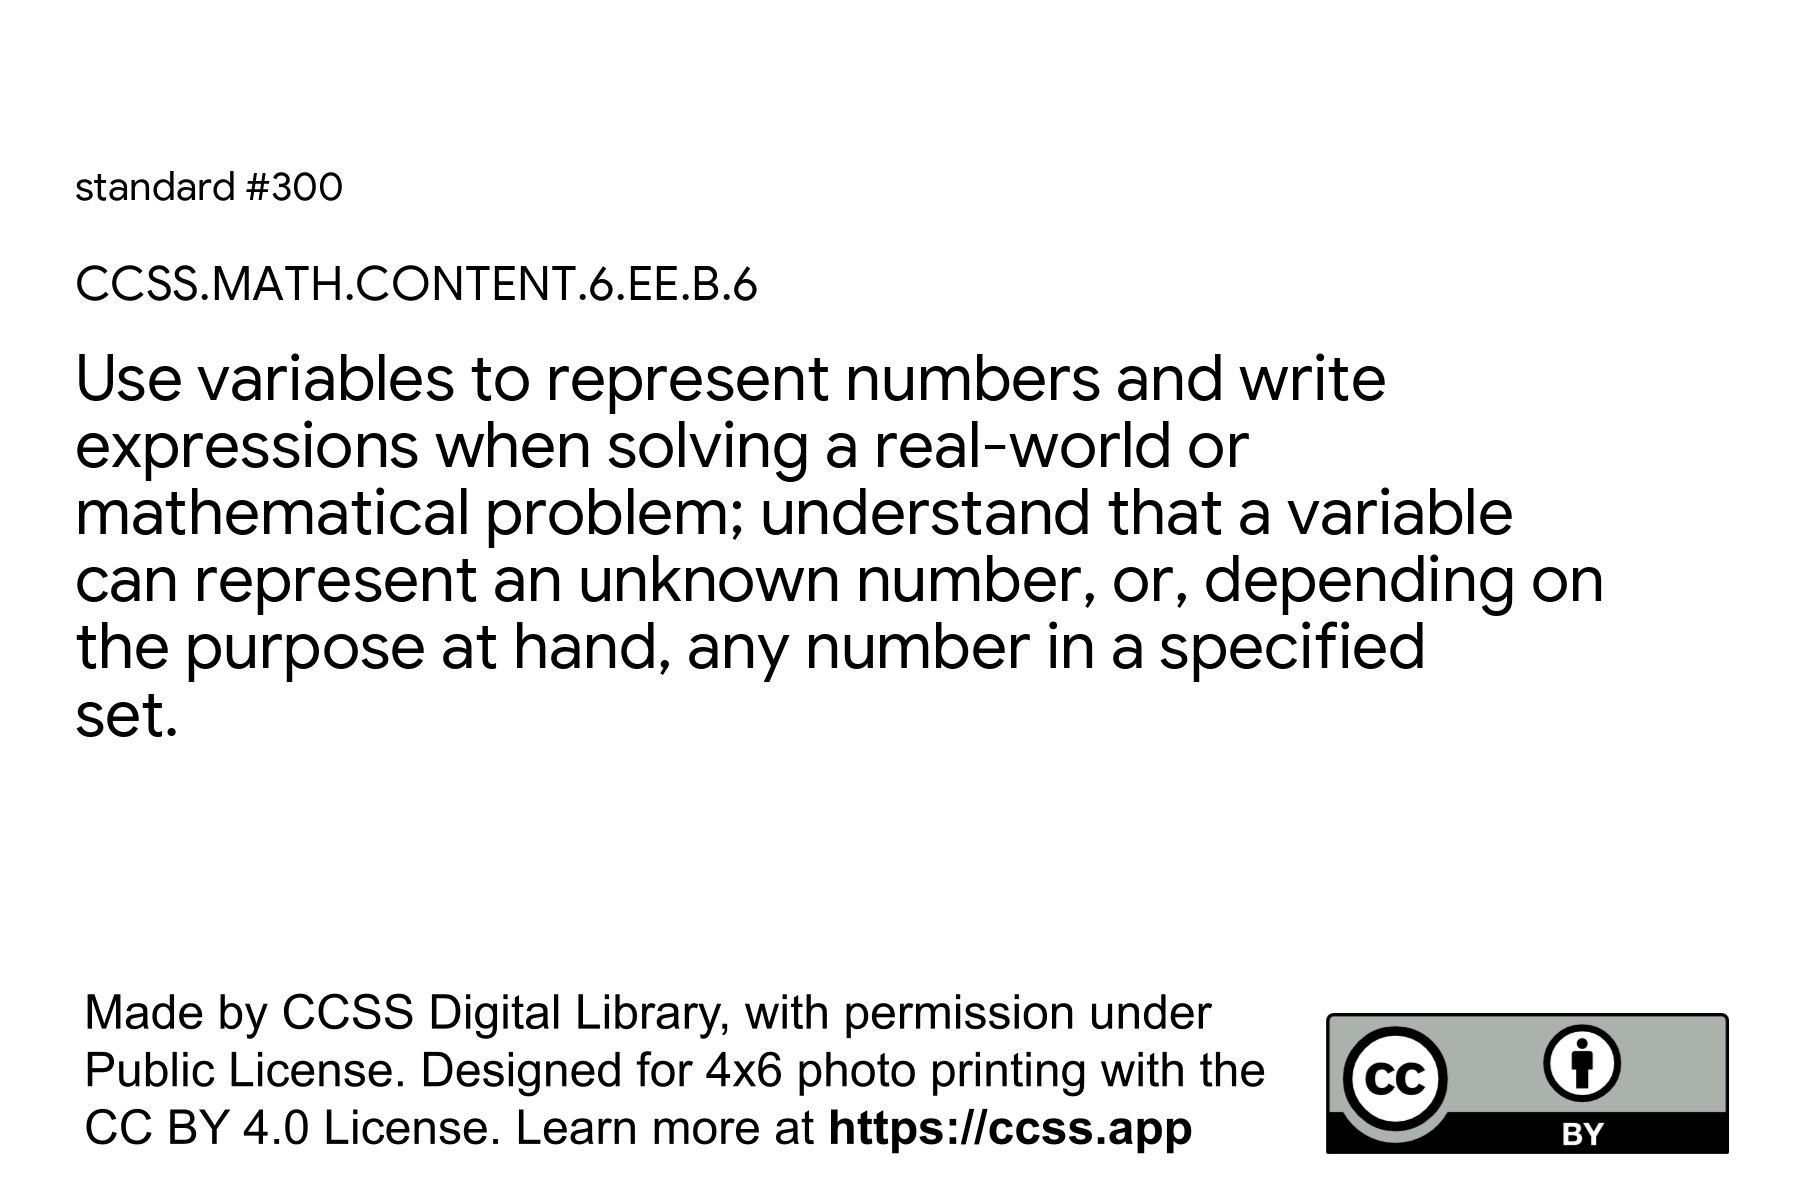 standard #300
CCSS.MATH.CONTENT.6.EE.B.6
Use variables to represent numbers and write
expressions when solving a real-world or
mathematical problem; understand that a variable
can represent an unknown number, or, depending on
the purpose at hand, any number in a specified
set.
Made by CCSS Digital Library, with permission under
Public License. Designed for 4x6 photo printing with the
CC BY 4.0 License. Learn more at https://ccss.app
cc
BY